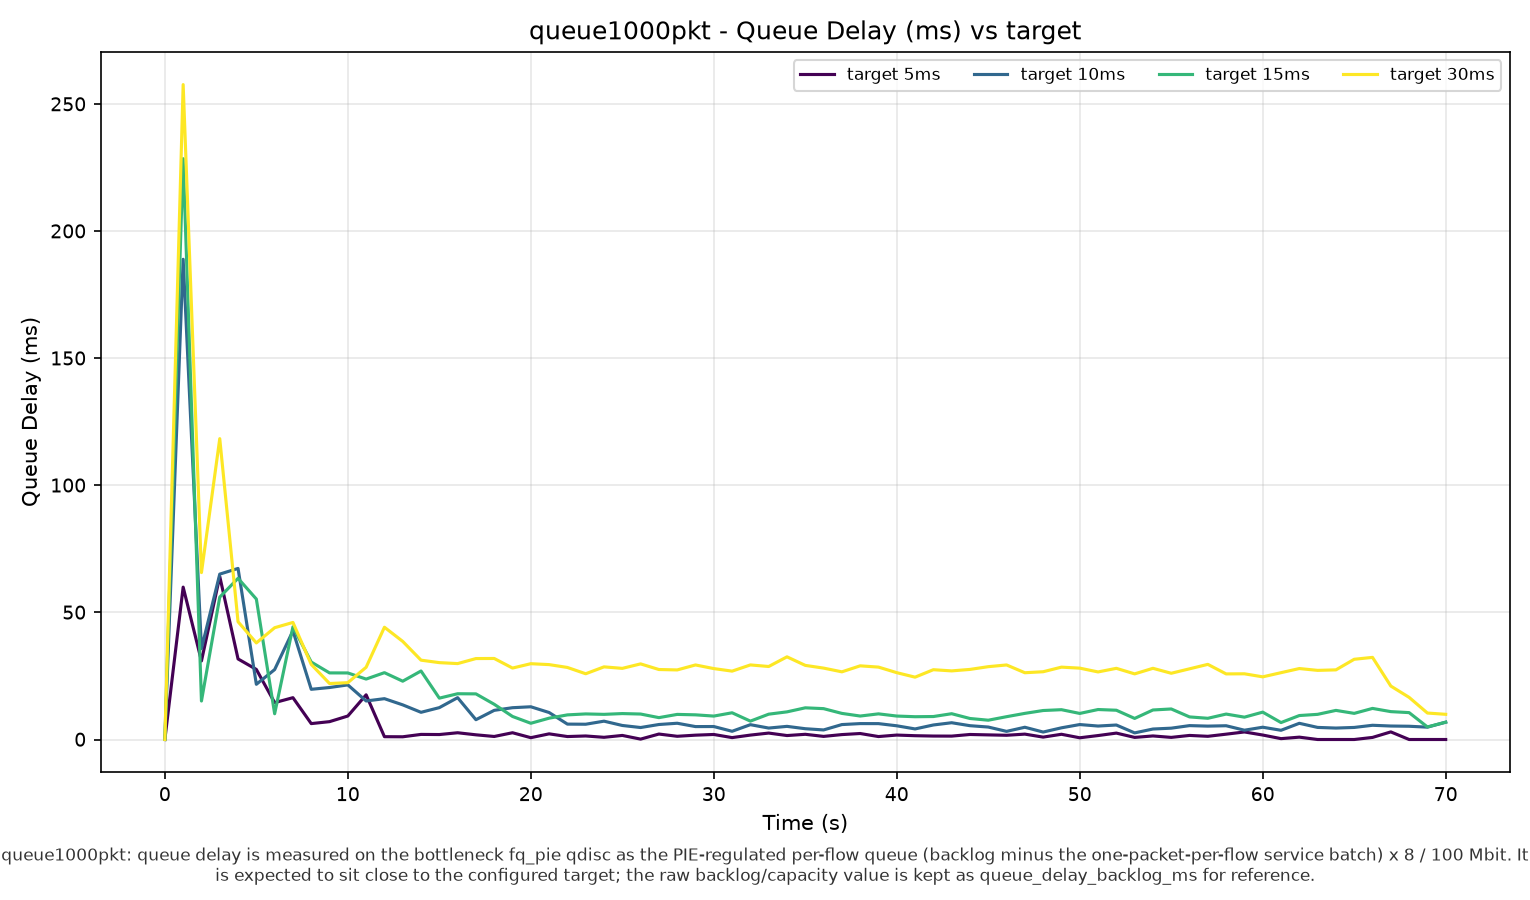 queue1000pkt - Queue Delay (ms) vs target
target 5ms
target 10ms
target 15ms
target 30ms
250
200
150
100
50
0
Queue Delay (ms)
0
10
20
30
40
50
60
70
Time (s)
queue1000pkt: queue delay is measured on the bottleneck fq_pie qdisc as the PIE-regulated per-flow queue (backlog minus the one-packet-per-flow service batch) x 8 / 100 Mbit. It
is expected to sit close to the configured target; the raw backlog/capacity value is kept as queue_delay_backlog_ms for reference.